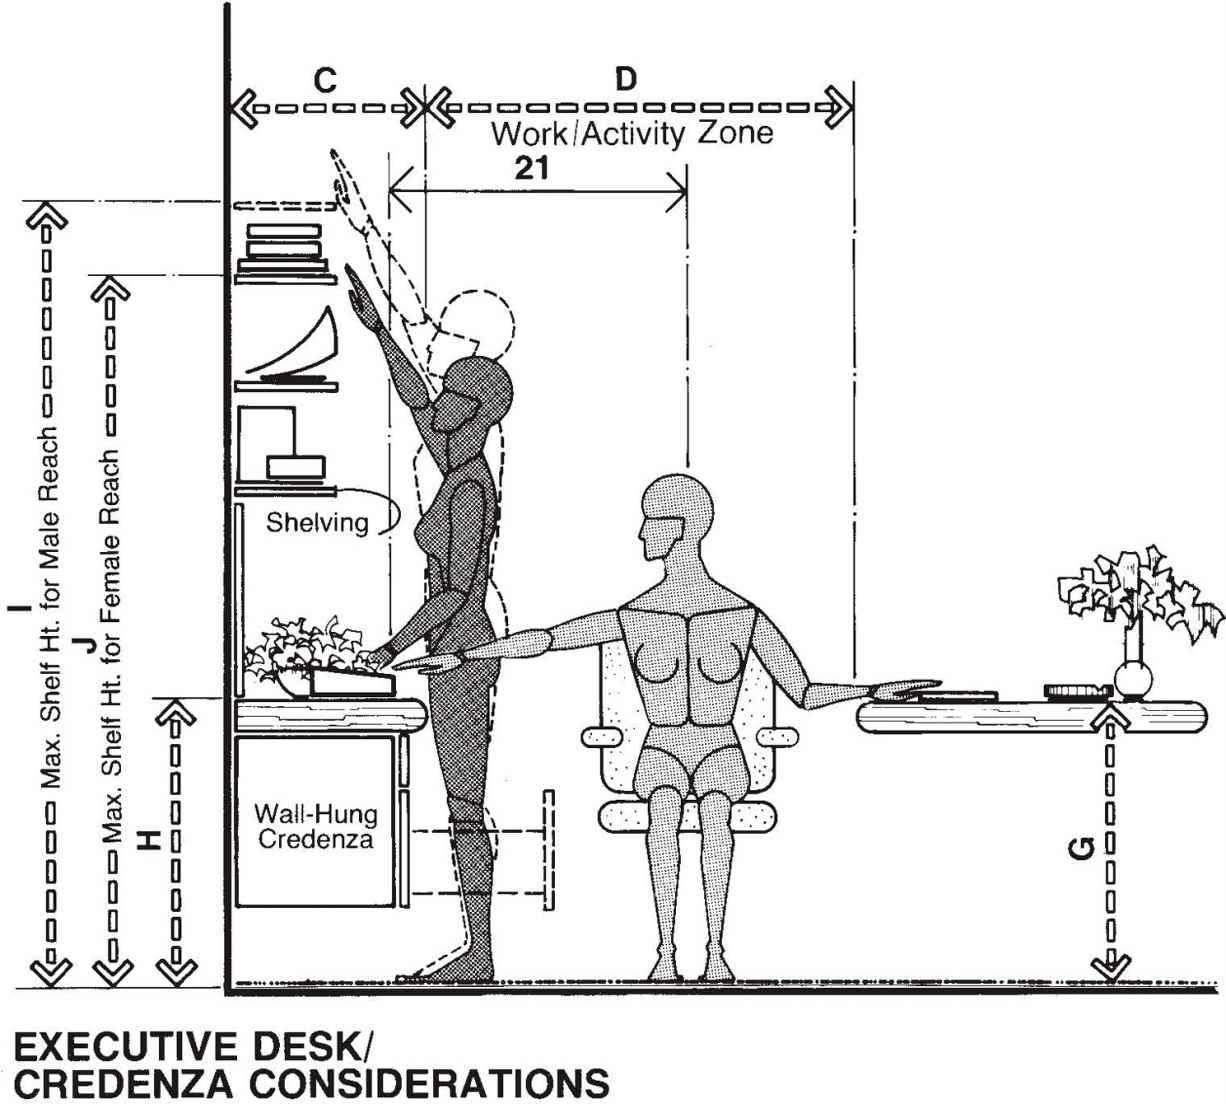 C
D
Work/Activity Zone
21
I
Max. Shelf Ht. for Male Reach
J
Max. Shelf Ht. for Female Reach
Shelving
H
Wall-Hung
Credenza
G
EXECUTIVE DESK/
CREDENZA CONSIDERATIONS